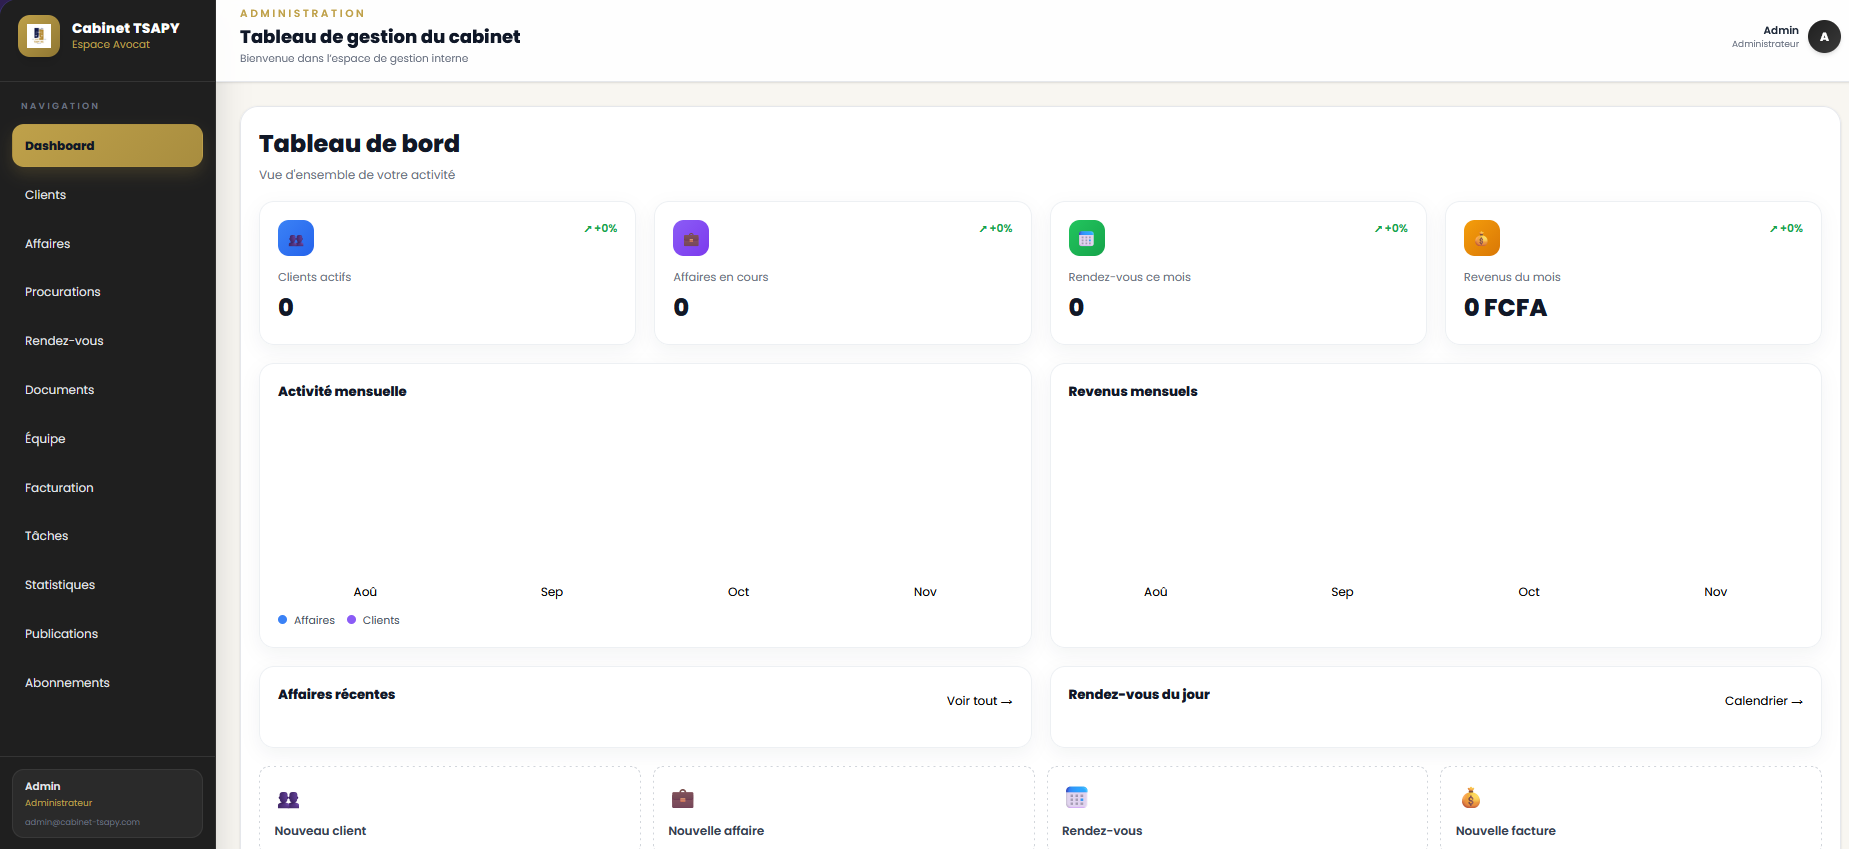 Cabinet TSAPY
Espace Avocat
NAVIGATION
Dashboard
Clients
Affaires
Procurations
Rendez-vous
Documents
Équipe
Facturation
Tâches
Statistiques
Publications
Abonnements
Admin
Administrateur
admin@cabinet-tsapy.com
ADMINISTRATION
Tableau de gestion du cabinet
Bienvenue dans l'espace de gestion interne
Admin
Administrateur
A
Tableau de bord
Vue d'ensemble de votre activité
↗ +0%
Clients actifs
0
↗ +0%
Affaires en cours
0
↗ +0%
Rendez-vous ce mois
0
↗ +0%
Revenus du mois
0 FCFA
Activité mensuelle
Aoû Sep Oct Nov
Affaires Clients
Revenus mensuels
Aoû Sep Oct Nov
Affaires récentes
Voir tout →
Rendez-vous du jour
Calendrier →
Nouveau client
Nouvelle affaire
Rendez-vous
Nouvelle facture